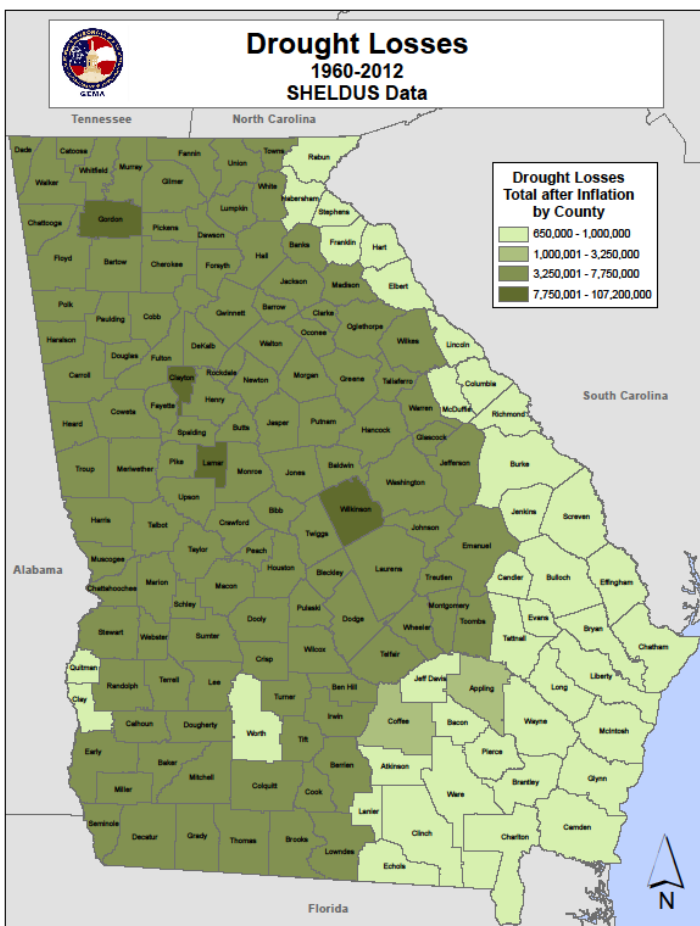 Drought Losses
1960-2012
SHELDUS Data
GEMA
Tennessee
North Carolina
Drought Losses
Total after Inflation
by County
650,000 - 1,000,000
1,000,001 - 3,250,000
3,250,001 - 7,750,000
7,750,001 - 107,200,000
Dade
Catoosa
Fannin
Towns
Rabun
Whitfield
Murray
Union
Walker
Gilmer
White
Habersham
Lumpkin
Stephens
Chattooga
Gordon
Pickens
Dawson
Banks
Franklin
Hart
Floyd
Bartow
Cherokee
Forsyth
Hall
Jackson
Madison
Elbert
Polk
Paulding
Cobb
Gwinnett
Barrow
Clarke
Oconee
Oglethorpe
Haralson
Douglas
Fulton
DeKalb
Walton
Wilkes
Lincoln
Carroll
Clayton
Rockdale
Newton
Morgan
Greene
Taliaferro
Columbia
South Carolina
Coweta
Fayette
Henry
Warren
McDuffie
Richmond
Heard
Spalding
Butts
Jasper
Putnam
Hancock
Glascock
Troup
Meriwether
Pike
Lamar
Monroe
Jones
Baldwin
Washington
Jefferson
Burke
Upson
Bibb
Wilkinson
Jenkins
Screven
Harris
Talbot
Crawford
Twiggs
Johnson
Emanuel
Muscogee
Taylor
Peach
Houston
Bleckley
Laurens
Treutlen
Candler
Bulloch
Effingham
Alabama
Chattahoochee
Marion
Macon
Schley
Pulaski
Montgomery
Toombs
Evans
Bryan
Stewart
Webster
Sumter
Dooly
Dodge
Wheeler
Tattnall
Chatham
Quitman
Crisp
Wilcox
Telfair
Liberty
Randolph
Terrell
Lee
Turner
Ben Hill
Jeff Davis
Appling
Long
Clay
Calhoun
Dougherty
Worth
Irwin
Coffee
Bacon
Wayne
McIntosh
Early
Baker
Tift
Pierce
Mitchell
Berrien
Atkinson
Glynn
Miller
Colquitt
Cook
Ware
Brantley
Seminole
Lanier
Clinch
Camden
Decatur
Grady
Thomas
Brooks
Lowndes
Echols
Charlton
Florida
N